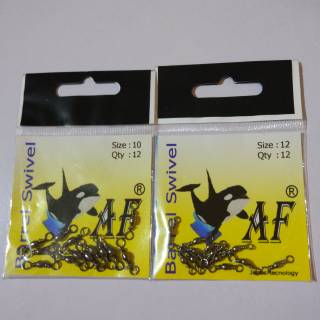 Barrel Swivel
Size : 10
Qty : 12
AF
®
Barrel Swivel
Size : 12
Qty : 12
AF
®